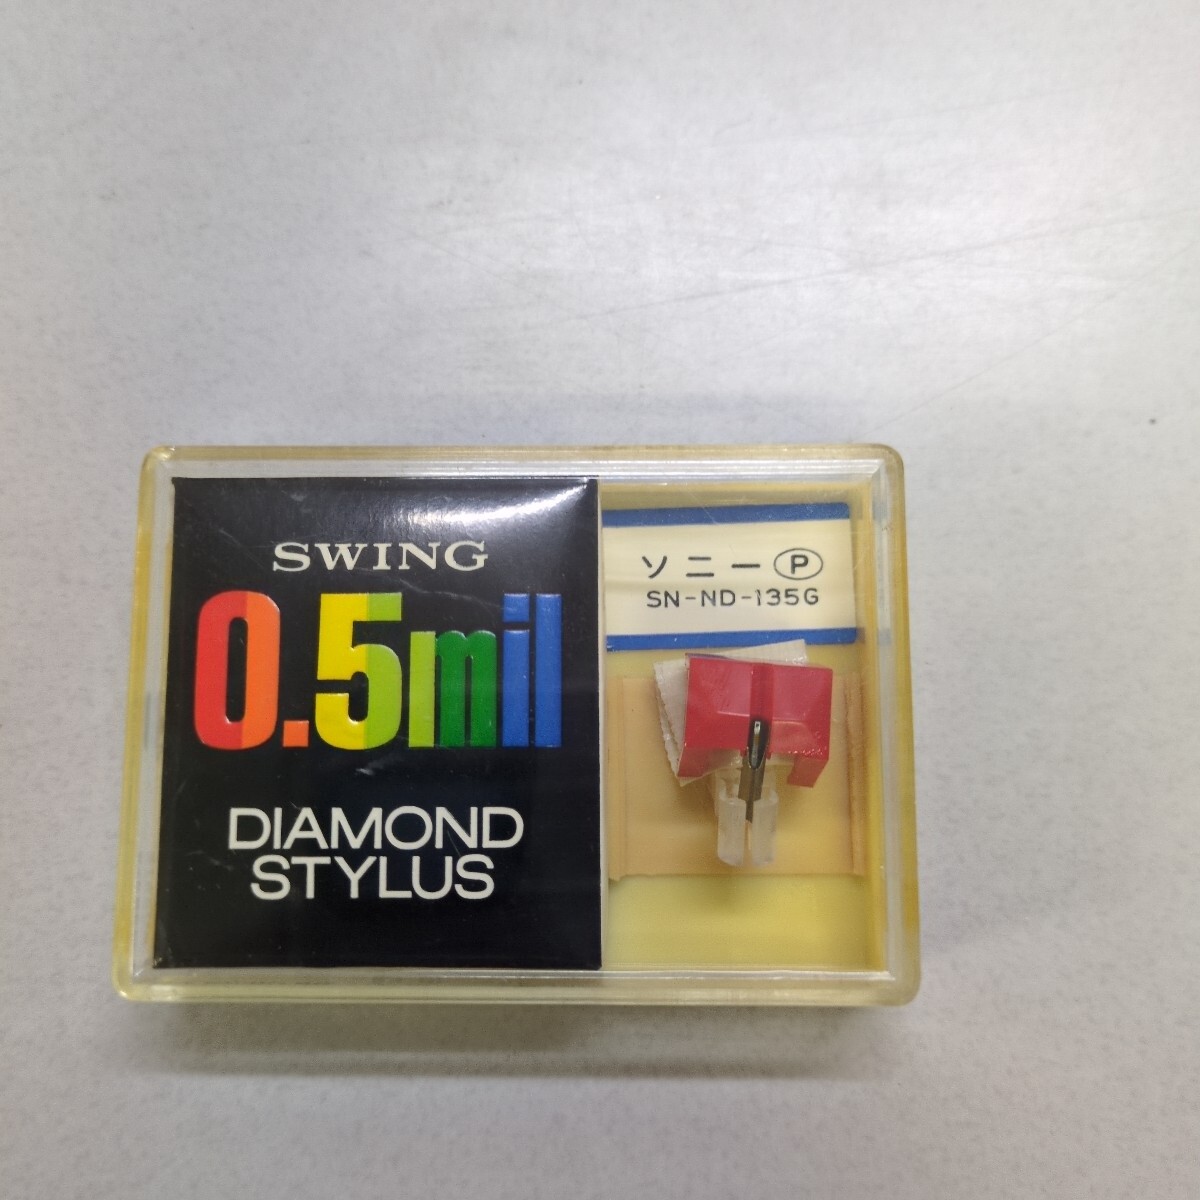 SWING
0.5mil
DIAMOND
STYLUS
ソニー Ⓟ
SN-ND-135G